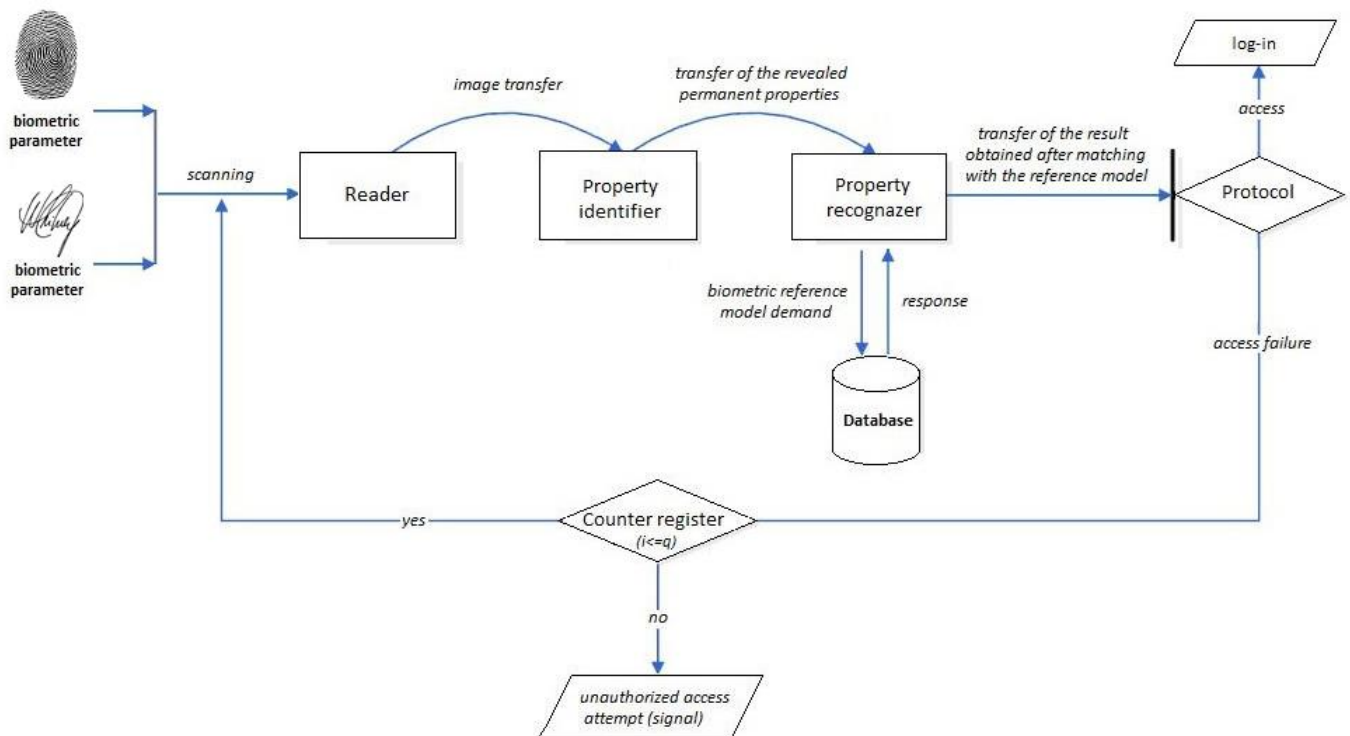 biometric
parameter
biometric
parameter
scanning
image transfer
Reader
Property
identifier
transfer of the revealed
permanent properties
Property
recognazer
biometric reference
model demand
response
Database
transfer of the result
obtained after matching
with the reference model
Protocol
access
log-in
access failure
Counter register
(i<=q)
yes
no
unauthorized access
attempt (signal)